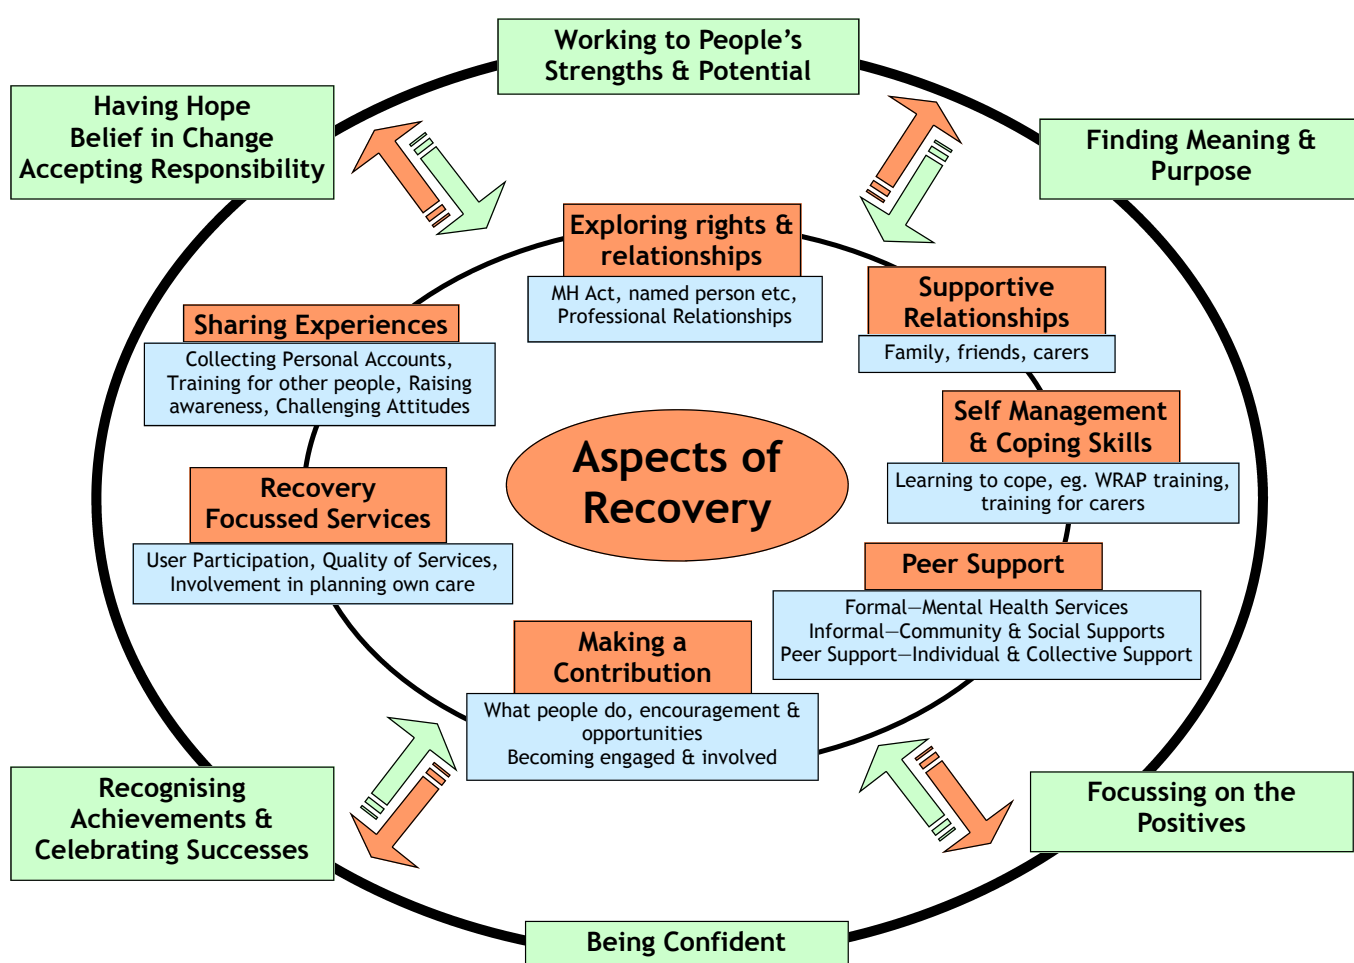 Working to People’s
Strengths & Potential
Having Hope
Belief in Change
Accepting Responsibility
Finding Meaning &
Purpose
Exploring rights &
relationships
MH Act, named person etc,
Professional Relationships
Supportive
Relationships
Family, friends, carers
Sharing Experiences
Collecting Personal Accounts,
Training for other people, Raising
awareness, Challenging Attitudes
Self Management
& Coping Skills
Learning to cope, eg. WRAP training,
training for carers
Aspects of
Recovery
Recovery
Focussed Services
User Participation, Quality of Services,
Involvement in planning own care
Peer Support
Formal—Mental Health Services
Informal—Community & Social Supports
Peer Support—Individual & Collective Support
Making a
Contribution
What people do, encouragement &
opportunities
Becoming engaged & involved
Recognising
Achievements &
Celebrating Successes
Focussing on the
Positives
Being Confident